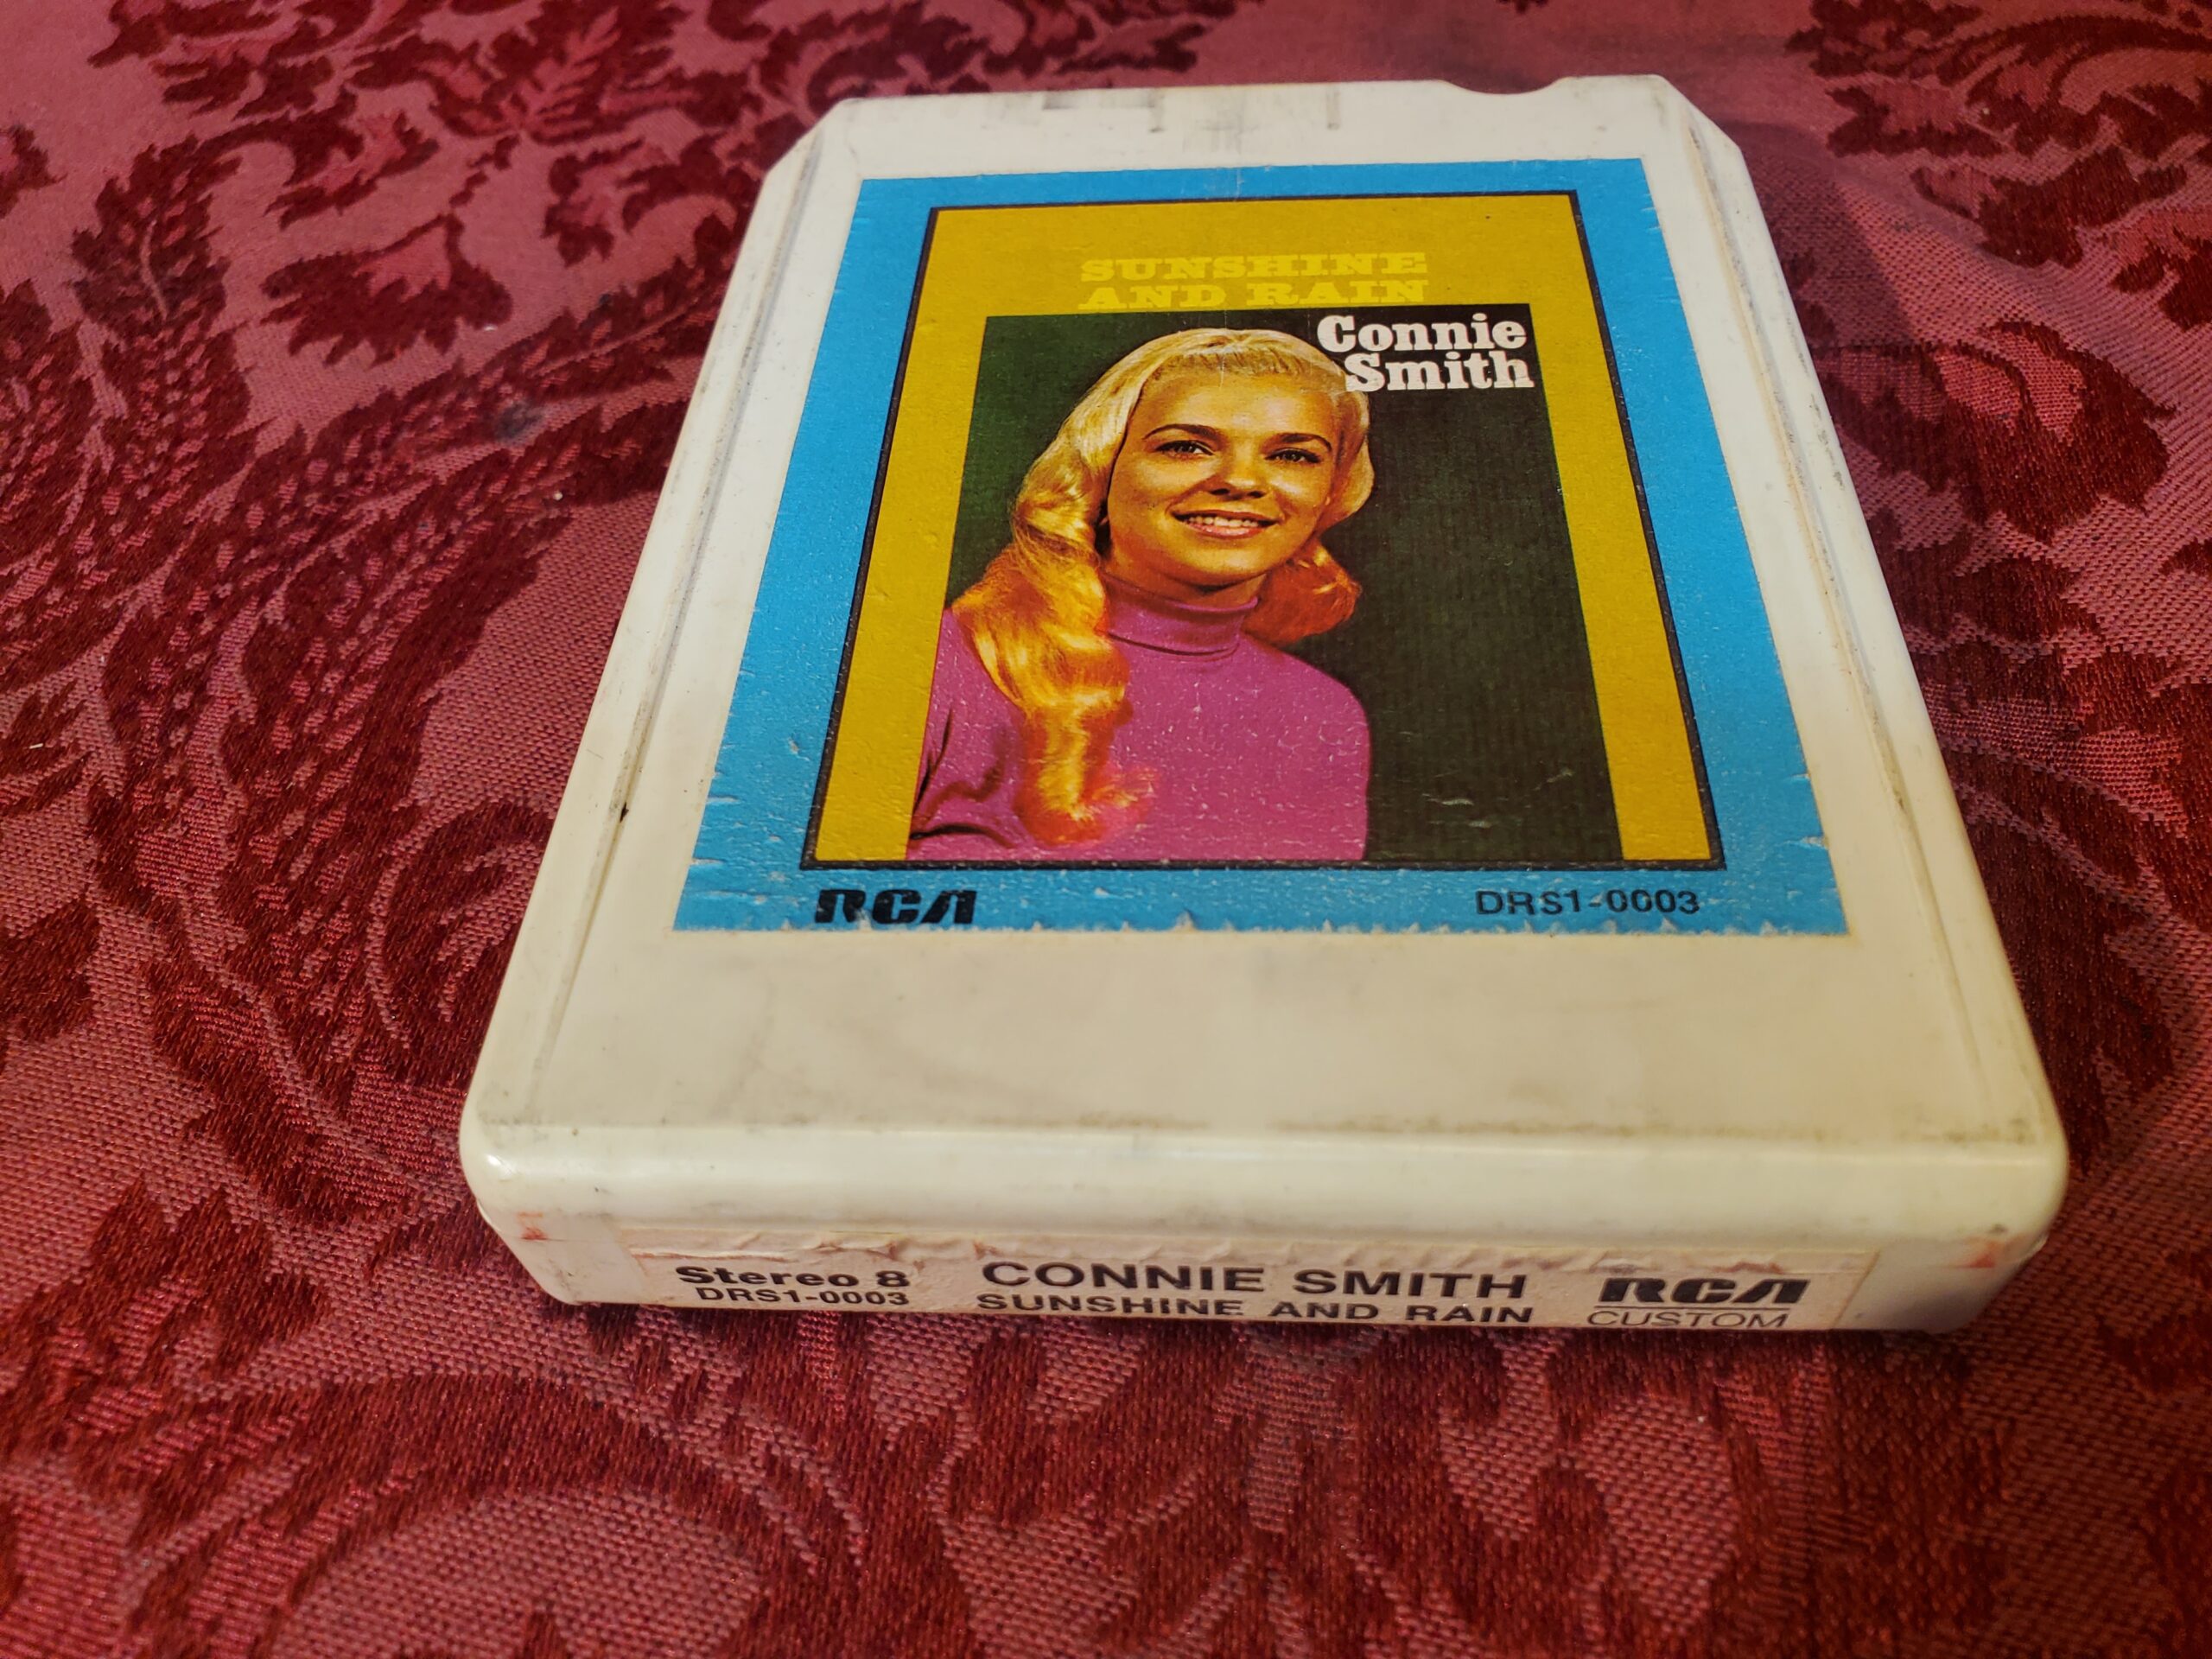 SUNSHINE
AND RAIN
Connie
Smith
RCA
DRS1-0003
Stereo 8
DRS1-0003
CONNIE SMITH
SUNSHINE AND RAIN
RCA
CUSTOM